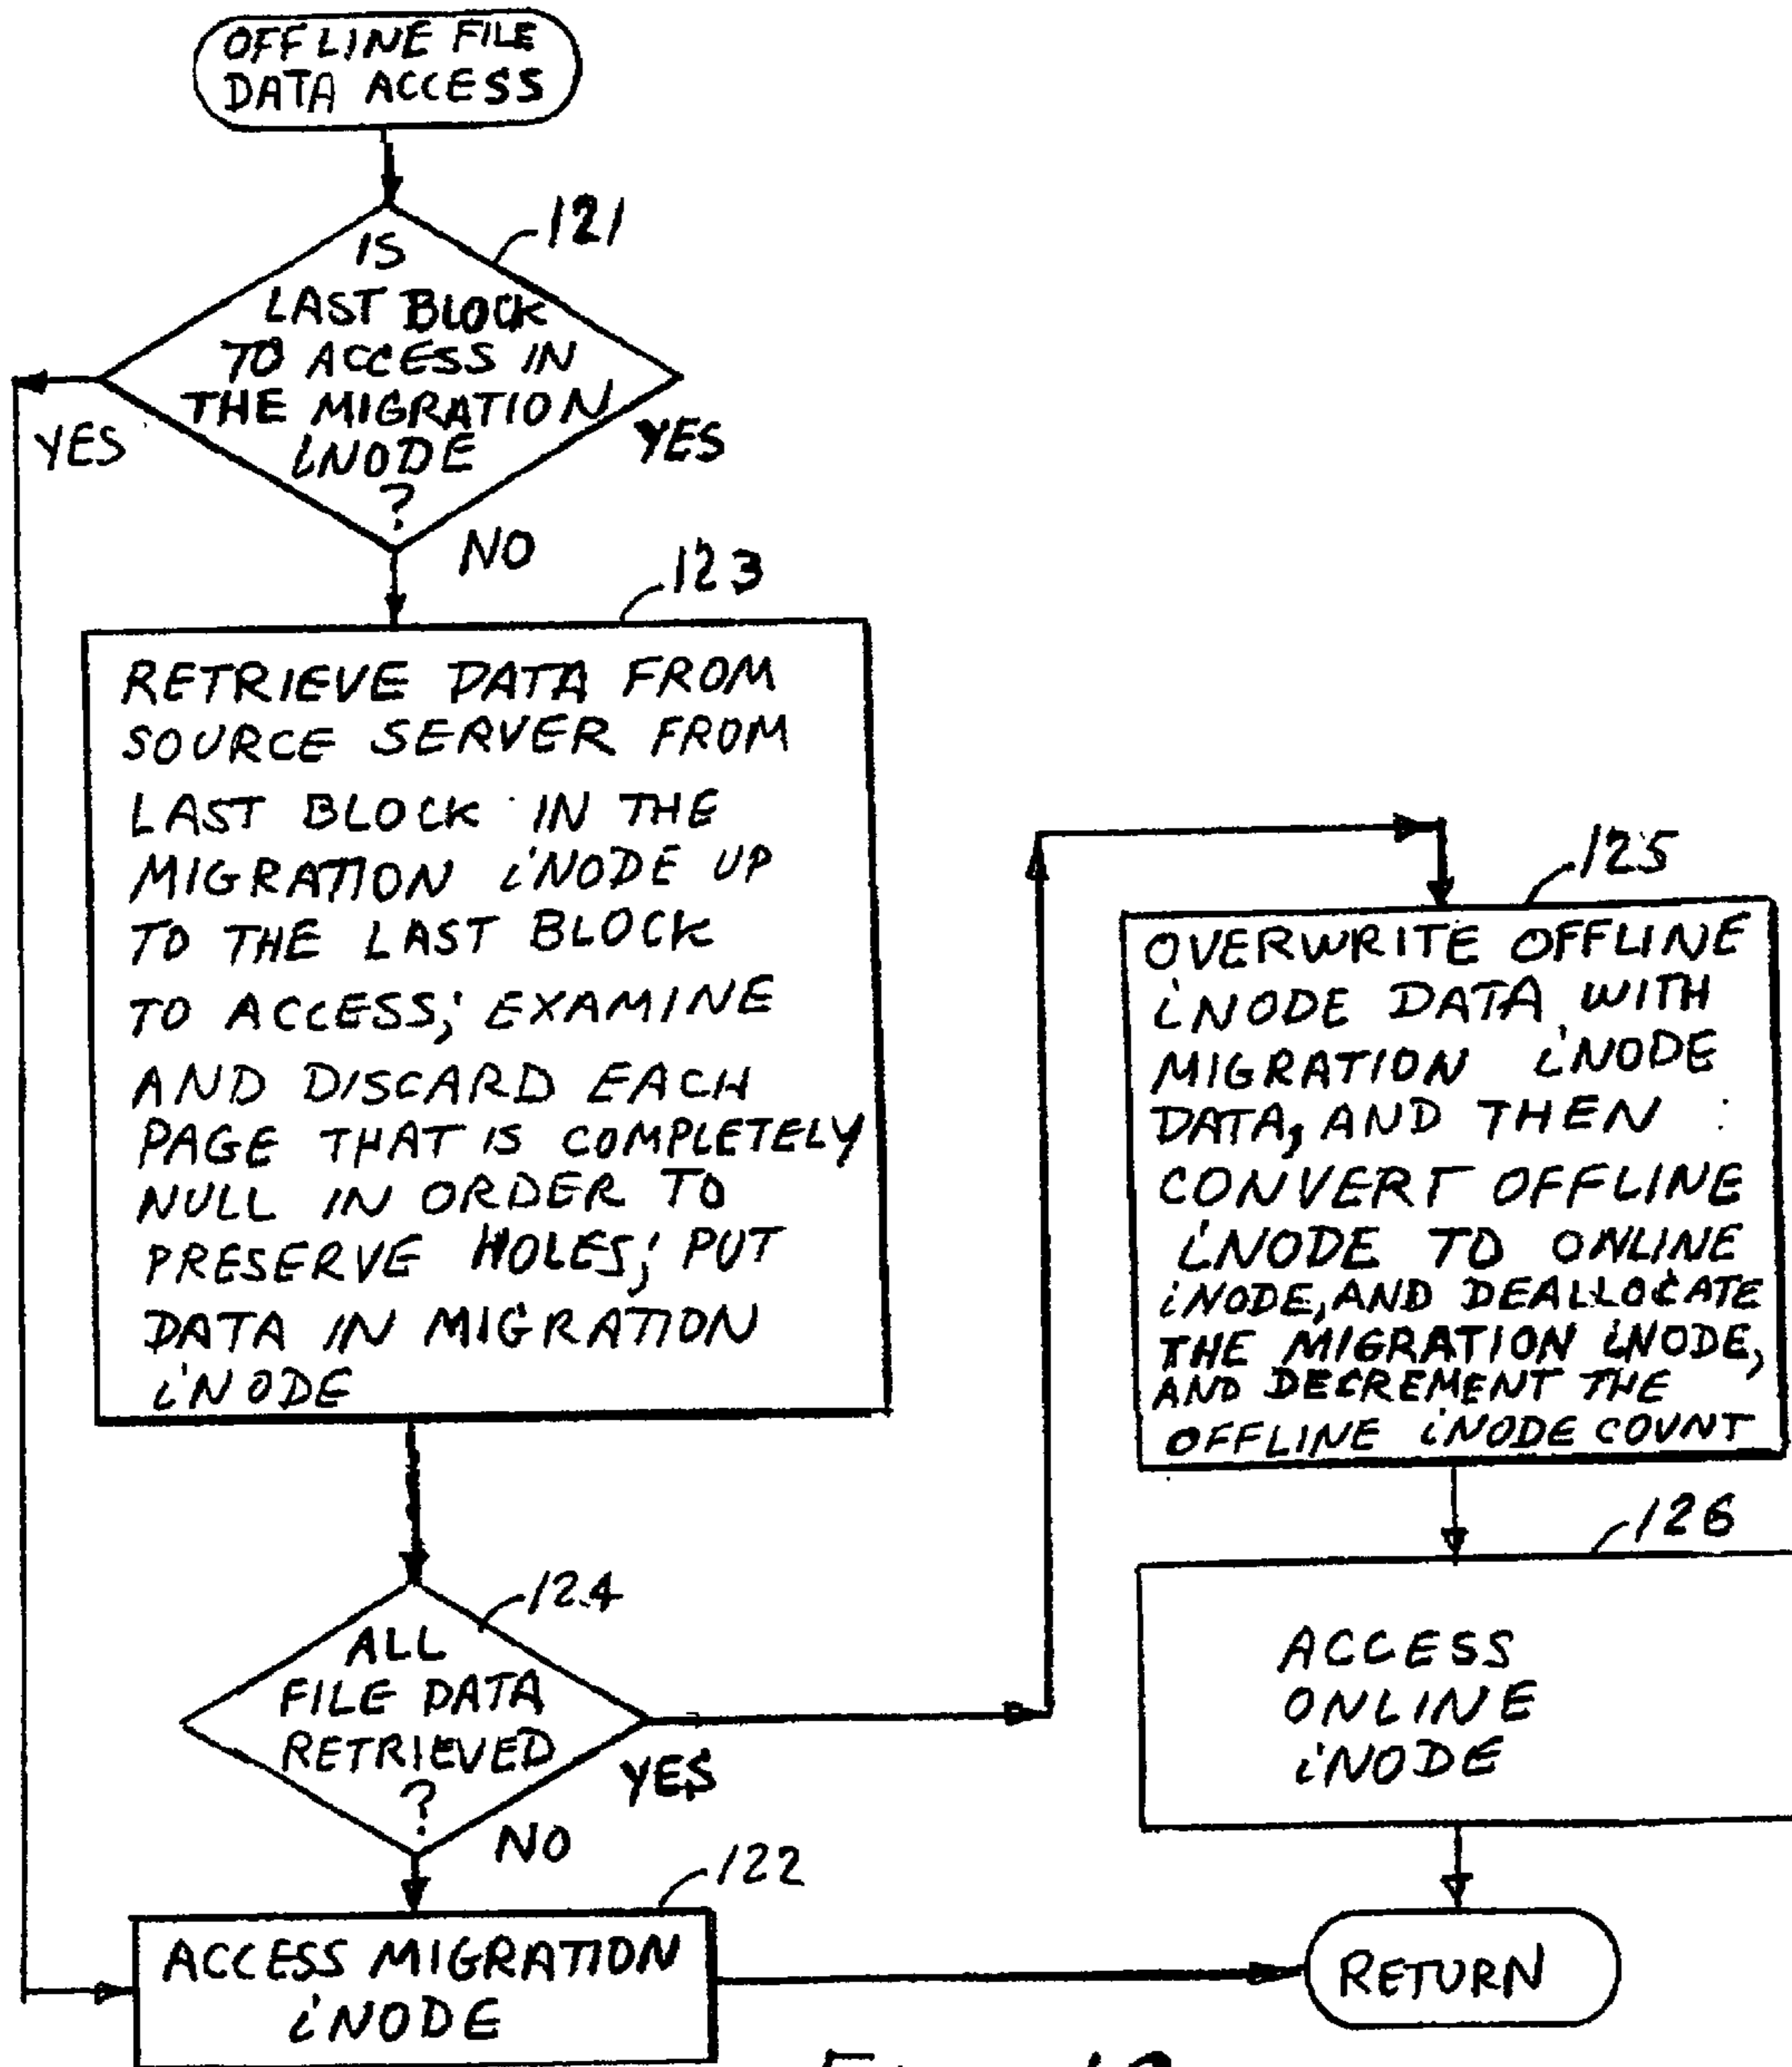 OFFLINE FILE
DATA ACCESS
121
IS
LAST BLOCK
TO ACCESS IN
THE MIGRATION
iNODE
?
YES
YES
NO
123
RETRIEVE DATA FROM
SOURCE SERVER FROM
LAST BLOCK IN THE
MIGRATION iNODE UP
TO THE LAST BLOCK
TO ACCESS; EXAMINE
AND DISCARD EACH
PAGE THAT IS COMPLETELY
NULL IN ORDER TO
PRESERVE HOLES; PUT
DATA IN MIGRATION
iNODE
124
ALL
FILE DATA
RETRIEVED
?
YES
NO
122
ACCESS MIGRATION
iNODE
125
OVERWRITE OFFLINE
iNODE DATA WITH
MIGRATION iNODE
DATA, AND THEN
CONVERT OFFLINE
iNODE TO ONLINE
iNODE, AND DEALLOCATE
THE MIGRATION iNODE,
AND DECREMENT THE
OFFLINE iNODE COUNT
126
ACCESS
ONLINE
iNODE
RETURN